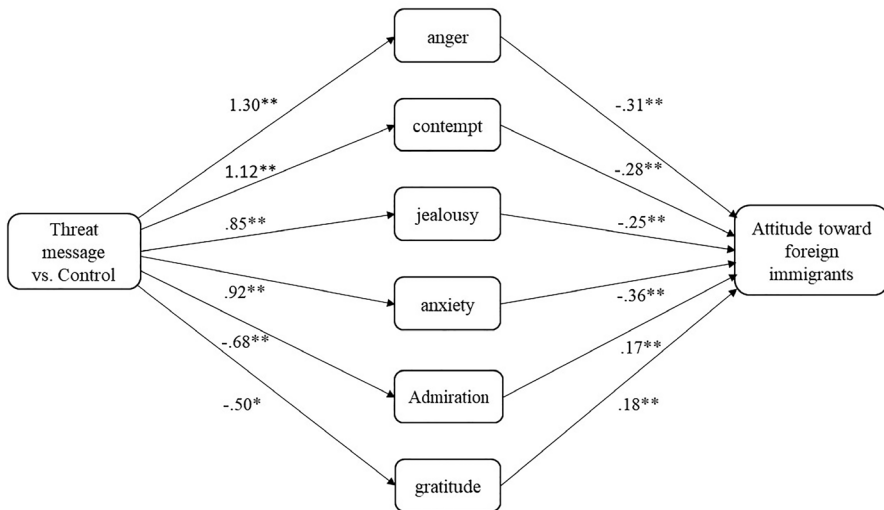 anger
1.30**
-.31**
contempt
1.12**
-.28**
jealousy
.85**
-.25**
Threat
message
vs. Control
Attitude toward
foreign
immigrants
anxiety
.92**
-.36**
-.68**
.17**
Admiration
-.50*
.18**
gratitude